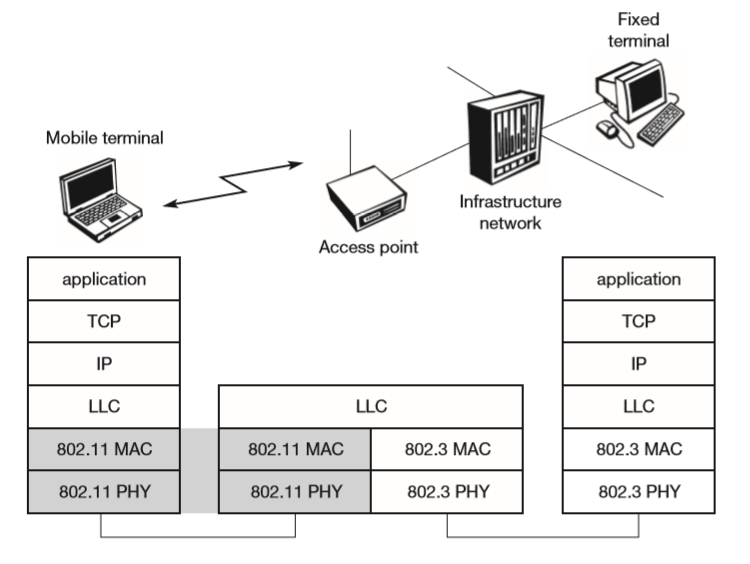 Fixed
terminal
Mobile terminal
Infrastructure
network
Access point
application
application
TCP
TCP
IP
IP
LLC
LLC
LLC
802.11 MAC
802.11 MAC
802.3 MAC
802.3 MAC
802.11 PHY
802.11 PHY
802.3 PHY
802.3 PHY